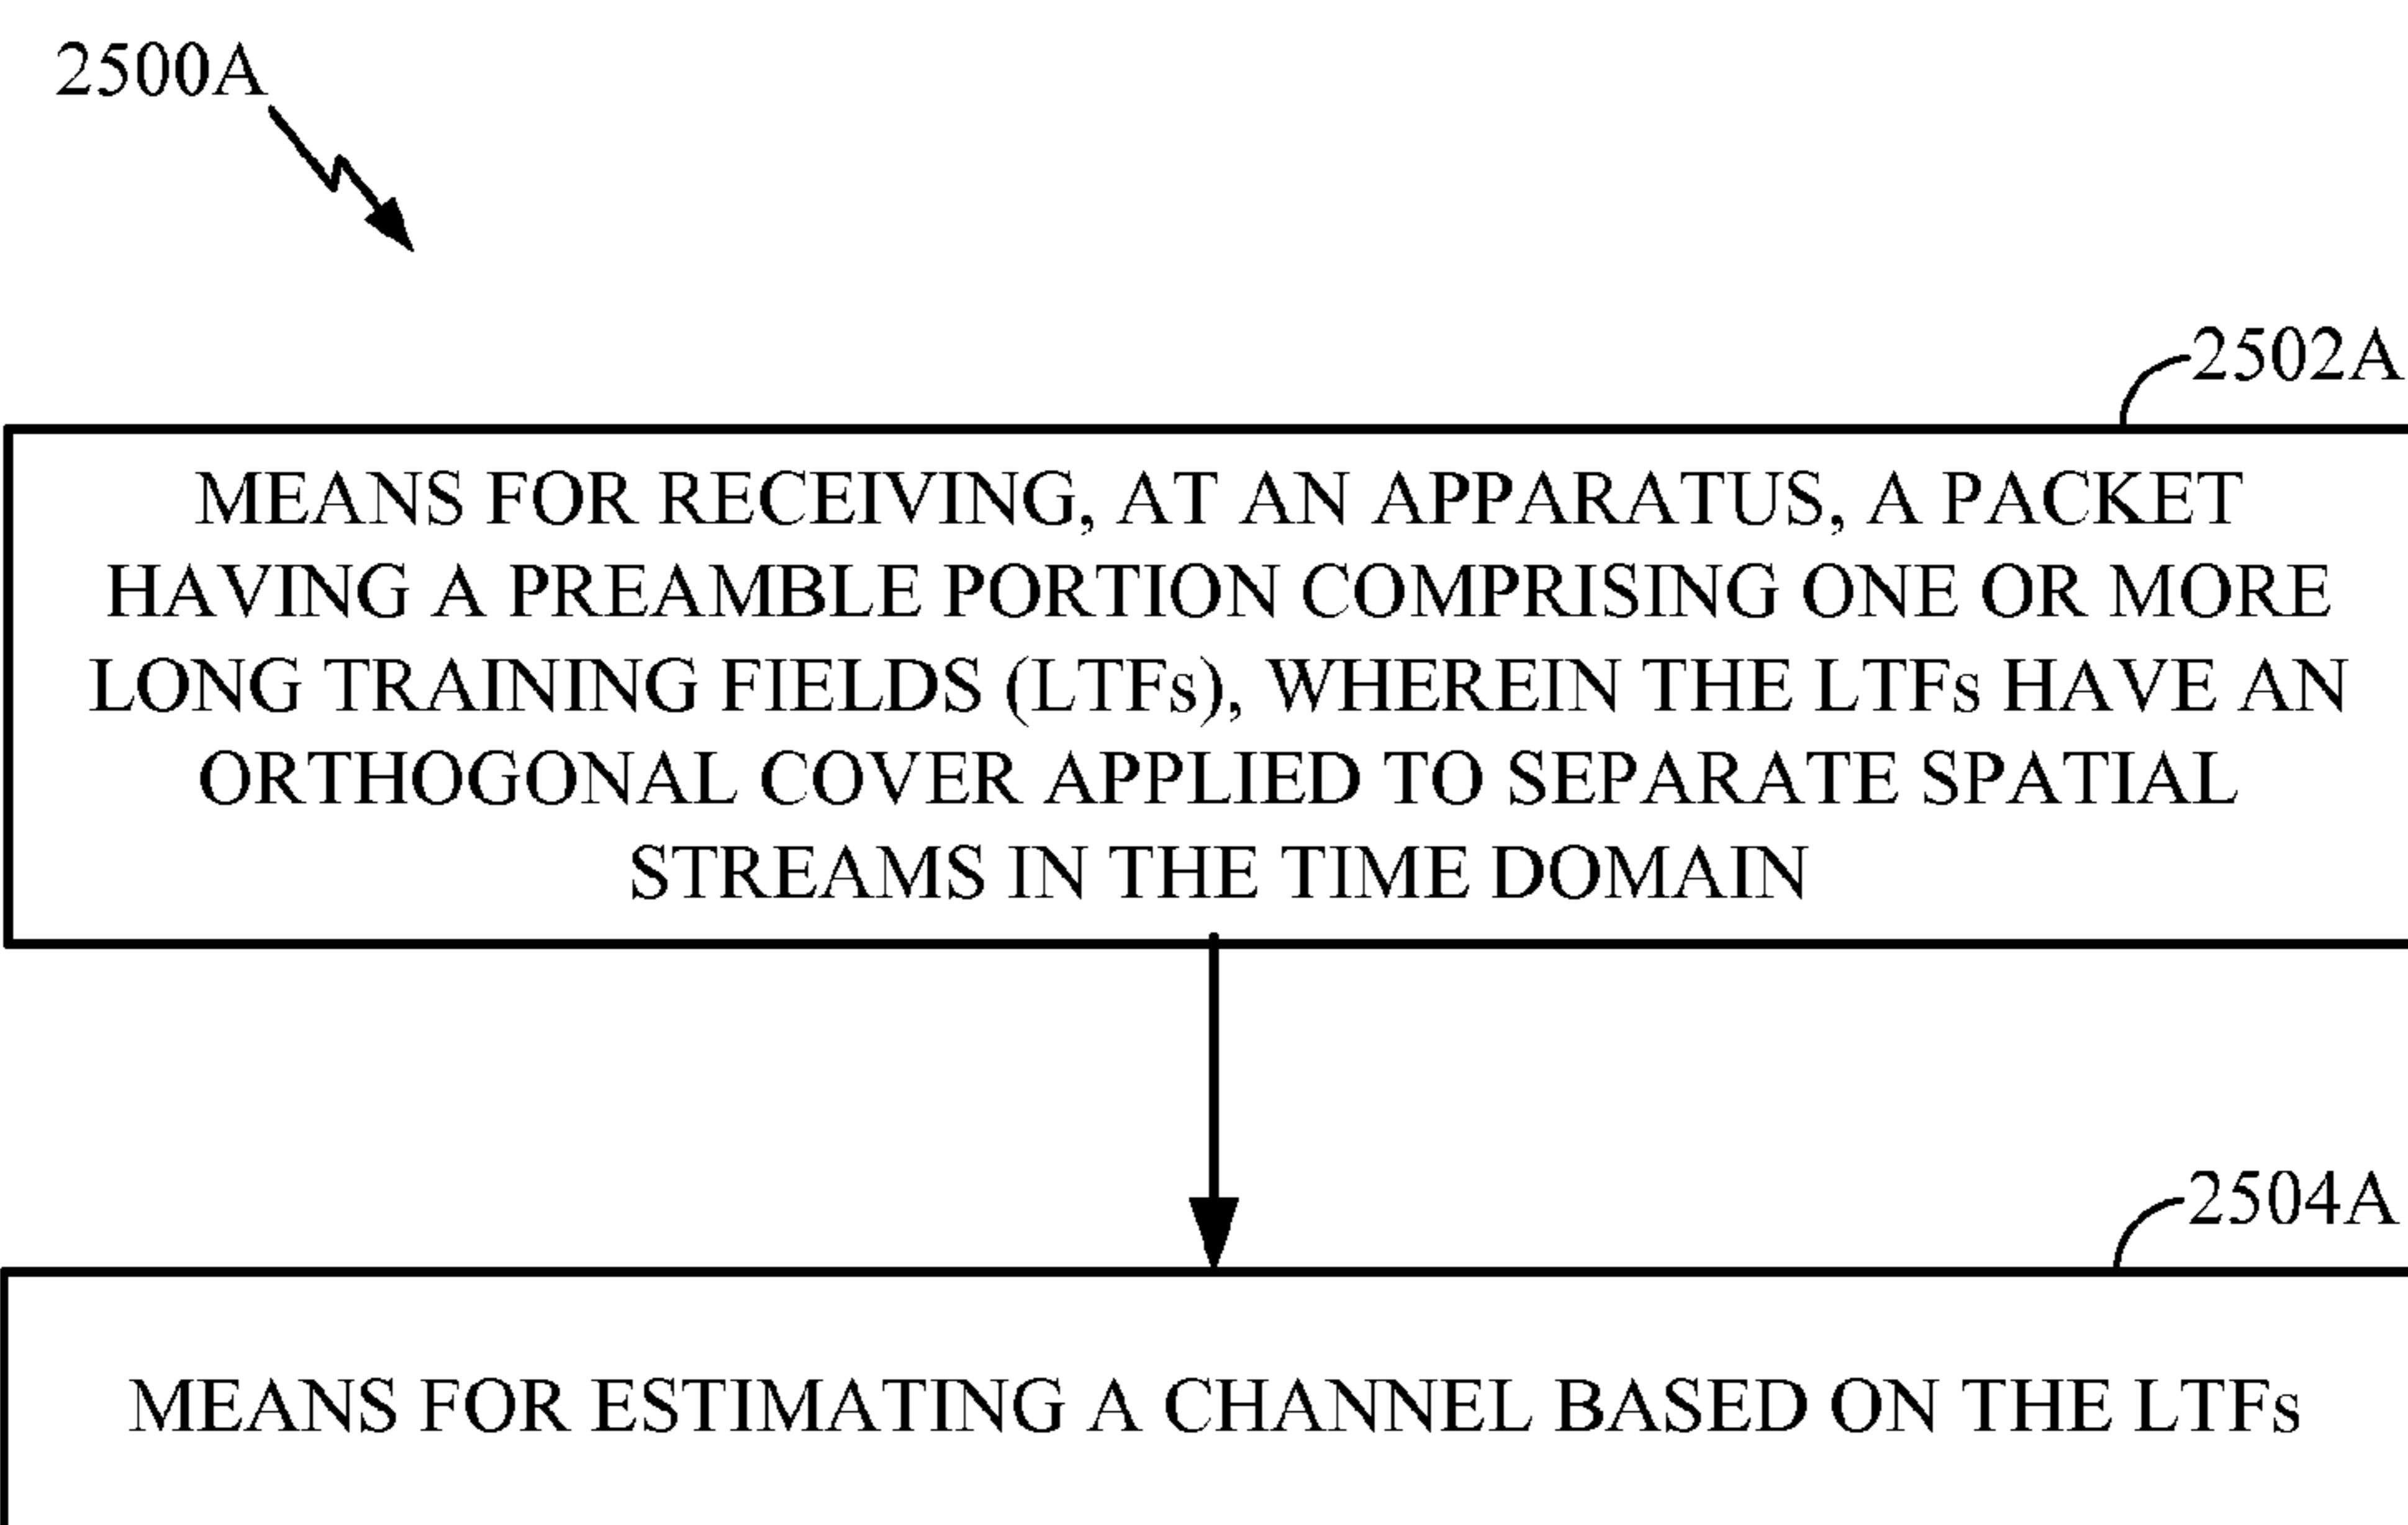 2500A
2502A
MEANS FOR RECEIVING, AT AN APPARATUS, A PACKET
HAVING A PREAMBLE PORTION COMPRISING ONE OR MORE
LONG TRAINING FIELDS (LTFs), WHEREIN THE LTFs HAVE AN
ORTHOGONAL COVER APPLIED TO SEPARATE SPATIAL
STREAMS IN THE TIME DOMAIN
2504A
MEANS FOR ESTIMATING A CHANNEL BASED ON THE LTFs